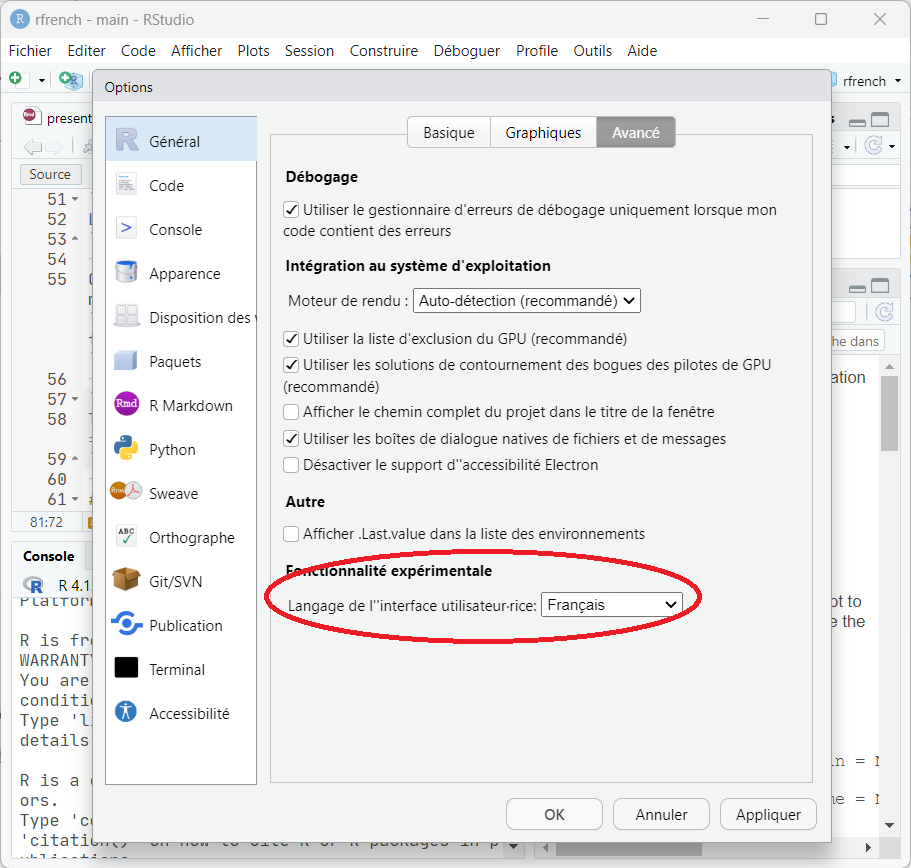 rfrench - main - RStudio
Fichier Editer Code Afficher Plots Session Construire Déboguer Profile Outils Aide
rfrench
Options
present
Source
51
52
53
54
55
56
57
58
59
60
61
81:72
Console
R 4.1.
Platfor
R is fre
WARRANTY
You are
conditio
Type 'li
details
R is a c
ors.
Type 'co
'citation()' on how to cite R or R packages in p
ublications
Général
Code
Console
Apparence
Disposition des
Paquets
Rmd R Markdown
Python
Rnw Sweave
ABC Orthographe
Git/SVN
Publication
Terminal
Accessibilité
Basique Graphiques Avancé
Débogage
Utiliser le gestionnaire d'erreurs de débogage uniquement lorsque mon
code contient des erreurs
Intégration au système d'exploitation
Moteur de rendu : Auto-détection (recommandé)
Utiliser la liste d'exclusion du GPU (recommandé)
Utiliser les solutions de contournement des bogues des pilotes de GPU
(recommandé)
Afficher le chemin complet du projet dans le titre de la fenêtre
Utiliser les boîtes de dialogue natives de fichiers et de messages
Désactiver le support d''accessibilité Electron
Autre
Afficher .Last.value dans la liste des environnements
Fonctionnalité expérimentale
Langage de l''interface utilisateur·rice: Français
OK Annuler Appliquer
he dans
ation
ot to
e the